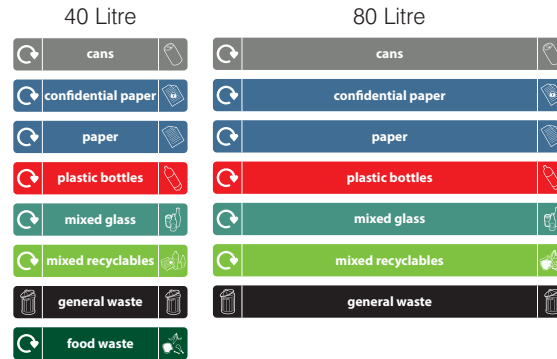 40 Litre
cans
confidential paper
paper
plastic bottles
mixed glass
mixed recyclables
general waste
food waste
80 Litre
cans
confidential paper
paper
plastic bottles
mixed glass
mixed recyclables
general waste